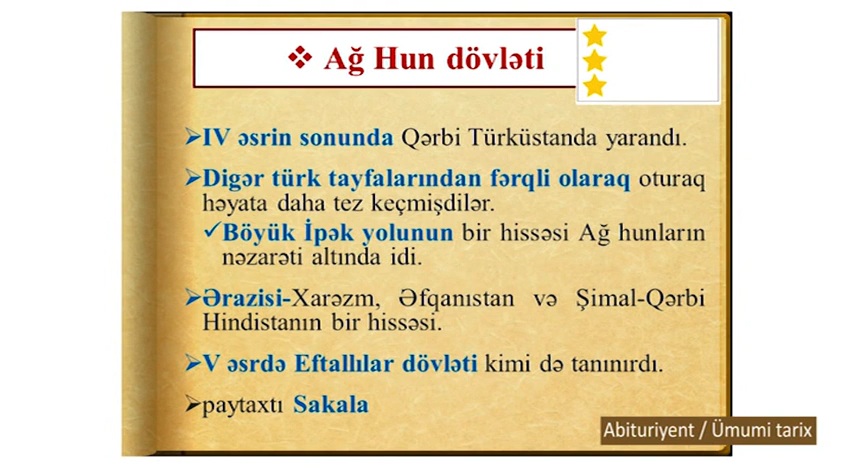 ❖ Ağ Hun dövləti
➢IV əsrin sonunda Qərbi Türküstanda yarandı.
➢Digər türk tayfalarından fərqli olaraq oturaq
həyata daha tez keçmişdilər.
✓Böyük İpək yolunun bir hissəsi Ağ hunların
nəzarəti altında idi.
➢Ərazisi-Xarəzm, Əfqanıstan və Şimal-Qərbi
Hindistanın bir hissəsi.
➢V əsrdə Eftallılar dövləti kimi də tanınırdı.
➢paytaxtı Sakala
Abituriyent / Ümumi tarix